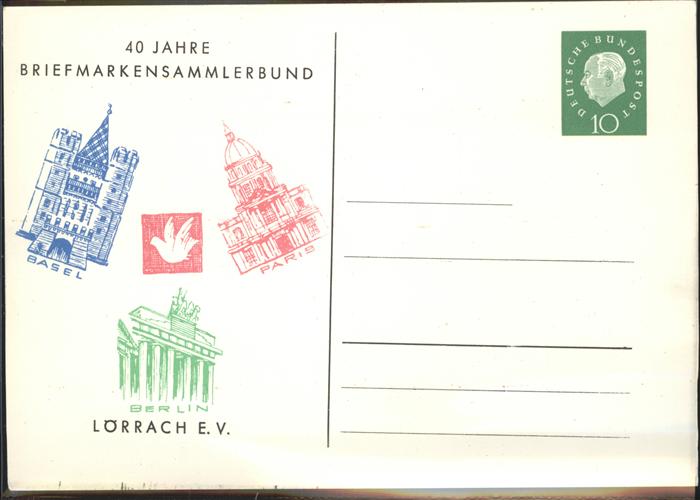 40 JAHRE
BRIEFMARKENSAMMLERBUND
BASEL
PARIS
BERLIN
LÖRRACH E.V.
DEUTSCHE BUNDESPOST
10